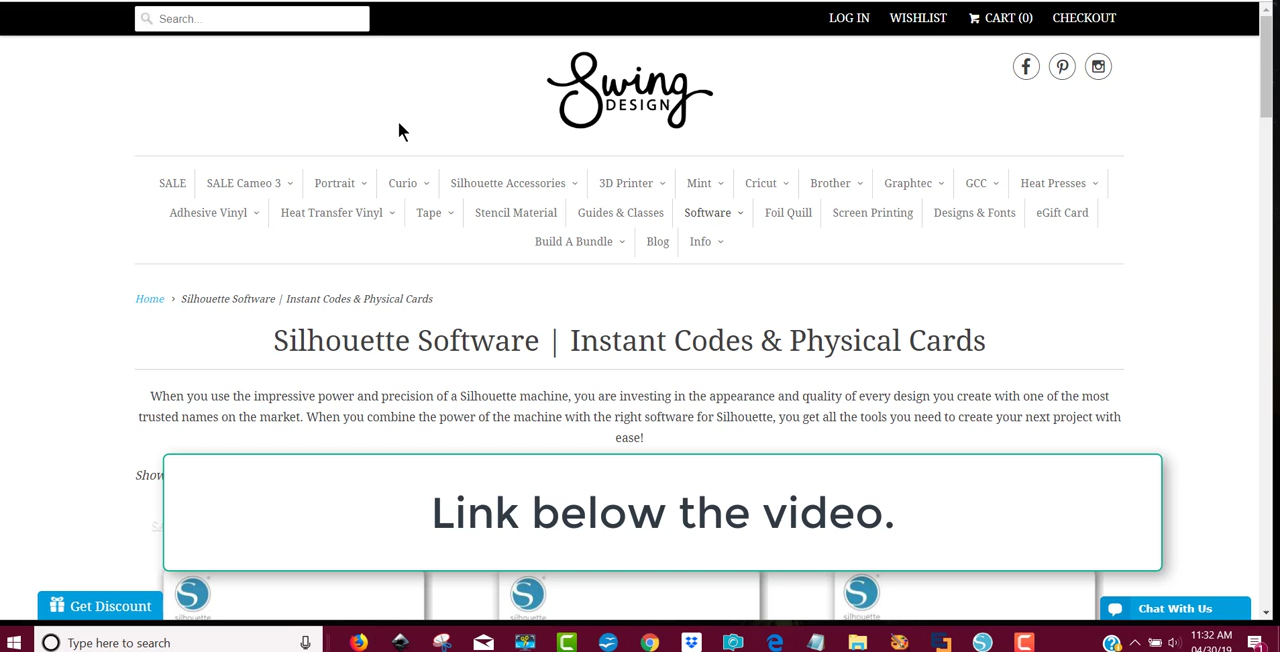 Search...
LOG IN WISHLIST CART (0) CHECKOUT
Swing
DESIGN
SALE SALE Cameo 3 Portrait Curio Silhouette Accessories 3D Printer Mint Cricut Brother Graphtec GCC Heat Presses
Adhesive Vinyl Heat Transfer Vinyl Tape Stencil Material Guides & Classes Software Foil Quill Screen Printing Designs & Fonts eGift Card
Build A Bundle Blog Info
Home › Silhouette Software | Instant Codes & Physical Cards
Silhouette Software | Instant Codes & Physical Cards
When you use the impressive power and precision of a Silhouette machine, you are investing in the appearance and quality of every design you create with one of the most
trusted names on the market. When you combine the power of the machine with the right software for Silhouette, you get all the tools you need to create your next project with
ease!
Link below the video.
silhouette silhouette silhouette
Get Discount
Chat With Us
Type here to search
11:32 AM
04/30/19